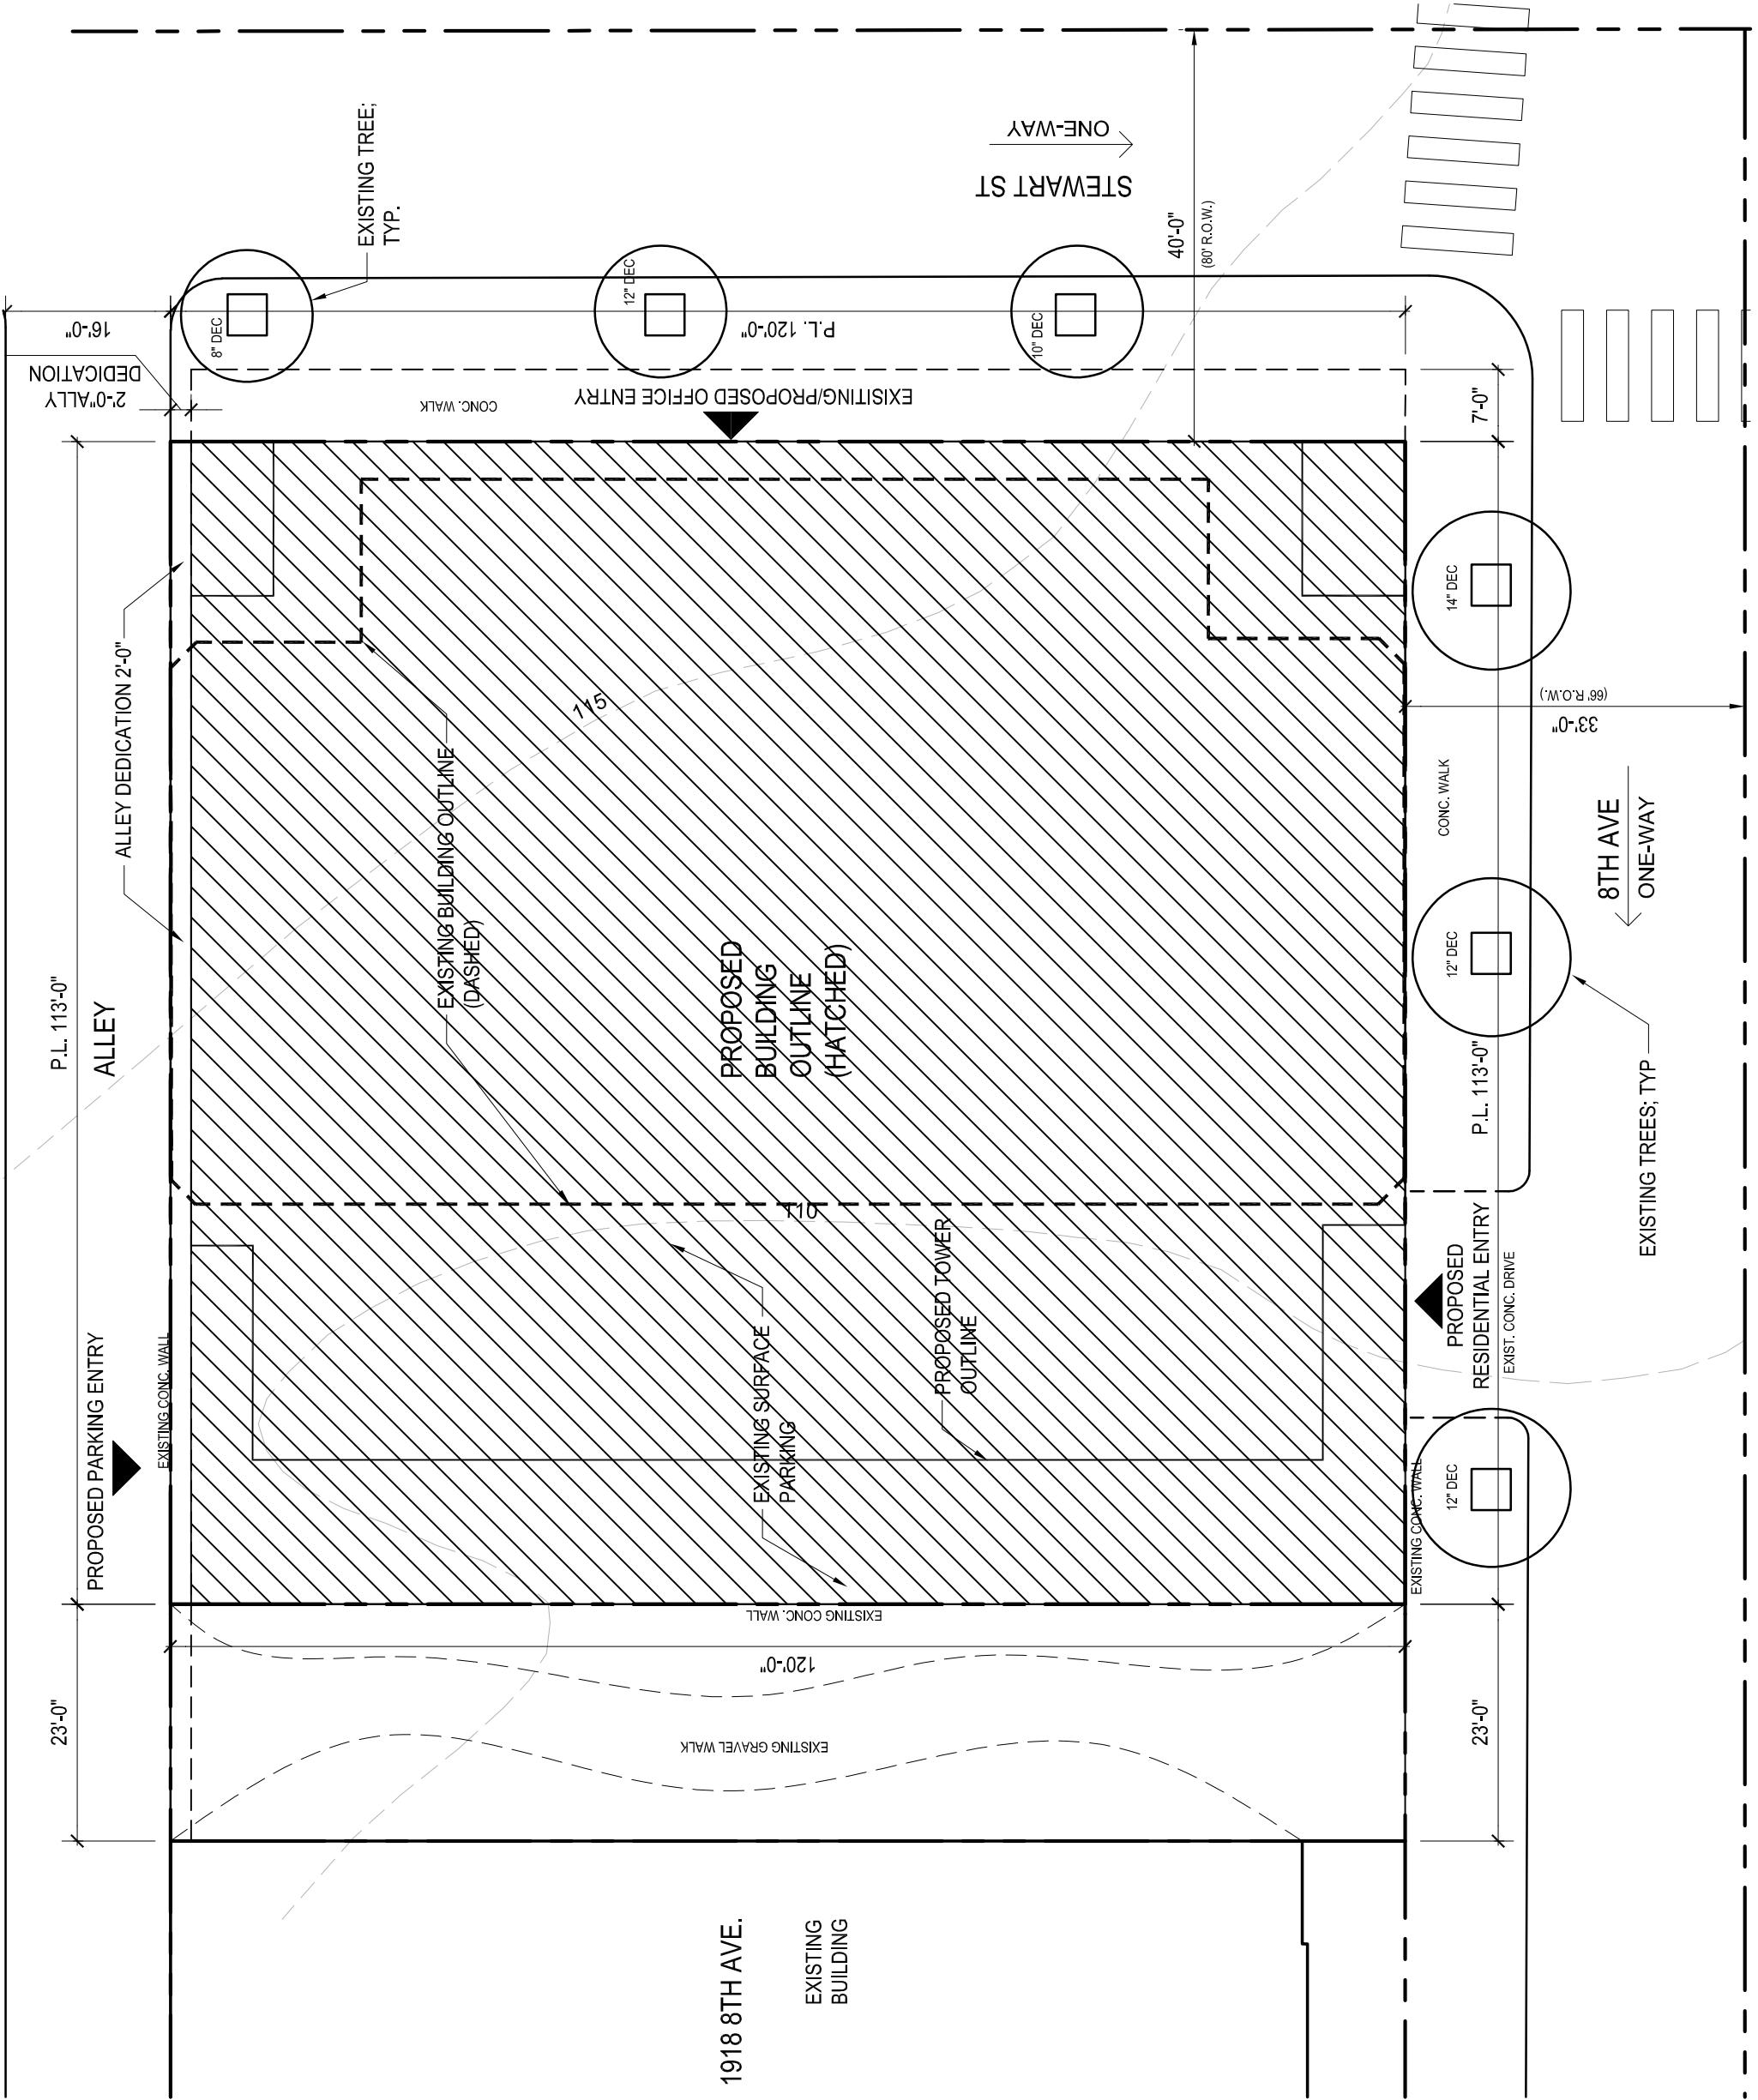 EXISTING TREE;
TYP.
ONE-WAY
STEWART ST
40'-0"
(80' R.O.W.)
16'-0"
2'-0"ALLY
DEDICATION
8" DEC
12" DEC
10" DEC
P.L. 120'-0"
CONC. WALK
EXISITING/PROPOSED OFFICE ENTRY
7'-0"
P.L. 113'-0"
ALLEY
ALLEY DEDICATION 2'-0"
115
EXISTING BUILDING OUTLINE
(DASHED)
PROPOSED
BUILDING
OUTLINE
(HATCHED)
14" DEC
(66' R.O.W.)
33'-0"
CONC. WALK
8TH AVE
ONE-WAY
12" DEC
P.L. 113'-0"
EXISTING TREES; TYP
110
PROPOSED PARKING ENTRY
EXISTING CONC. WALL
EXISTING SURFACE
PARKING
PROPOSED TOWER
OUTLINE
PROPOSED
RESIDENTIAL ENTRY
EXIST. CONC. DRIVE
12" DEC
EXISTING CONC. WALL
EXISTING CONC. WALL
120'-0"
23'-0"
EXISTING GRAVEL WALK
23'-0"
1918 8TH AVE.
EXISTING
BUILDING